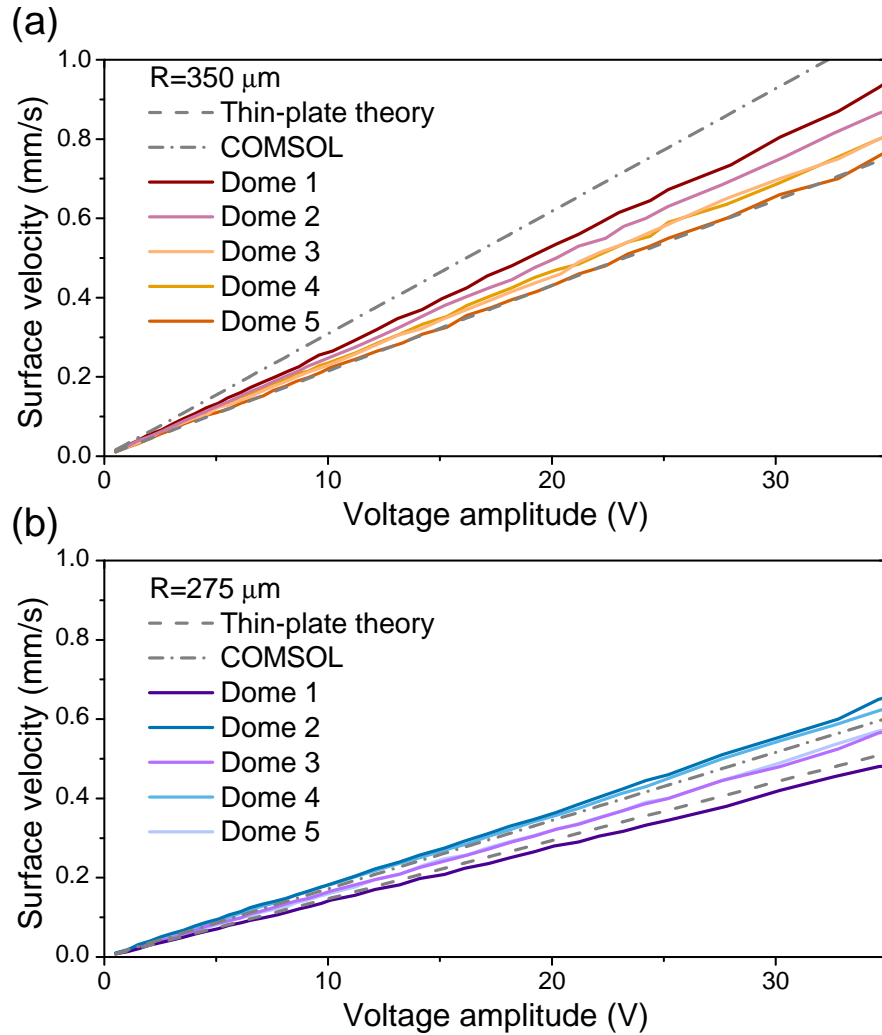 (a)
1.0
0.8
0.6
0.4
0.2
0.0
Surface velocity (mm/s)
R=350 μm
Thin-plate theory
COMSOL
Dome 1
Dome 2
Dome 3
Dome 4
Dome 5
0 10 20 30
Voltage amplitude (V)
(b)
1.0
0.8
0.6
0.4
0.2
0.0
Surface velocity (mm/s)
R=275 μm
Thin-plate theory
COMSOL
Dome 1
Dome 2
Dome 3
Dome 4
Dome 5
0 10 20 30
Voltage amplitude (V)